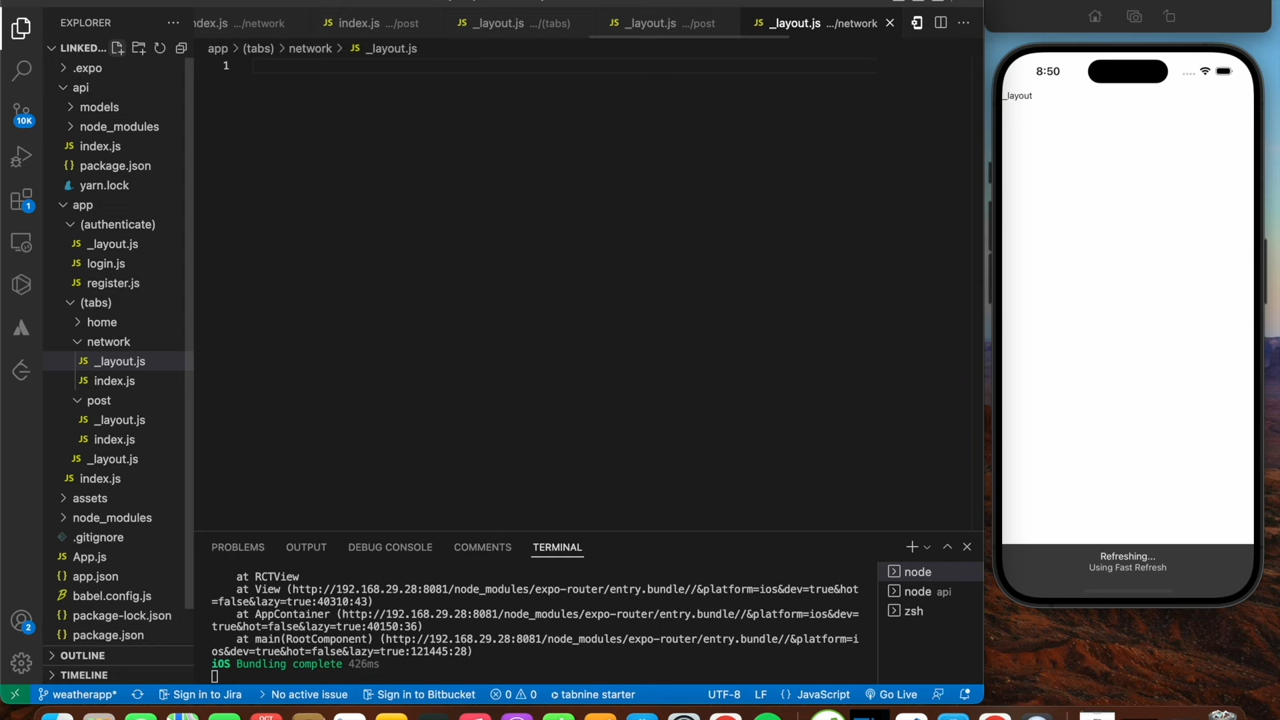 EXPLORER
LINKED...
.expo
api
models
node_modules
index.js
package.json
yarn.lock
app
(authenticate)
_layout.js
login.js
register.js
(tabs)
home
network
_layout.js
index.js
post
_layout.js
index.js
_layout.js
index.js
assets
node_modules
.gitignore
App.js
app.json
babel.config.js
package-lock.json
package.json
OUTLINE
TIMELINE
10K
1
2
index.js .../network
JS index.js .../post
JS _layout.js .../(tabs)
JS _layout.js .../post
JS _layout.js .../network
app > (tabs) > network > JS _layout.js
1
PROBLEMS OUTPUT DEBUG CONSOLE COMMENTS TERMINAL
at RCTView
at View (http://192.168.29.28:8081/node_modules/expo-router/entry.bundle//&platform=ios&dev=true&hot
=false&lazy=true:40310:43)
at AppContainer (http://192.168.29.28:8081/node_modules/expo-router/entry.bundle//&platform=ios&dev=
true&hot=false&lazy=true:40150:36)
at main(RootComponent) (http://192.168.29.28:8081/node_modules/expo-router/entry.bundle//&platform=i
os&dev=true&hot=false&lazy=true:121445:28)
iOS Bundling complete 426ms
node
node api
zsh
weatherapp* Sign in to Jira No active issue Sign in to Bitbucket 0 0 tabnine starter UTF-8 LF {} JavaScript Go Live
8:50
_layout
Refreshing...
Using Fast Refresh